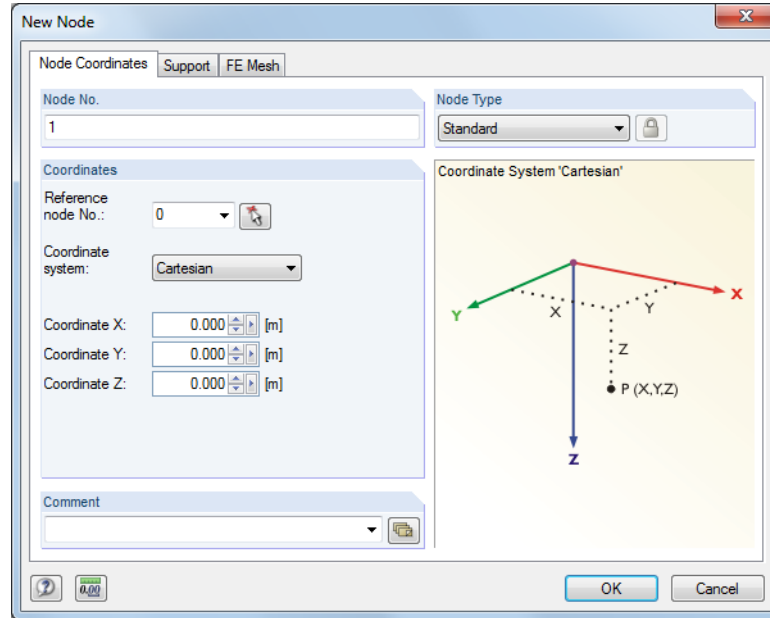 New Node
Node Coordinates Support FE Mesh
Node No.
1
Node Type
Standard
Coordinates
Reference
node No.:
0
Coordinate
system:
Cartesian
Coordinate X: 0.000 [m]
Coordinate Y: 0.000 [m]
Coordinate Z: 0.000 [m]
Coordinate System 'Cartesian'
X
Y
X
Y
Z
P (X,Y,Z)
Z
Comment
0.00
OK Cancel